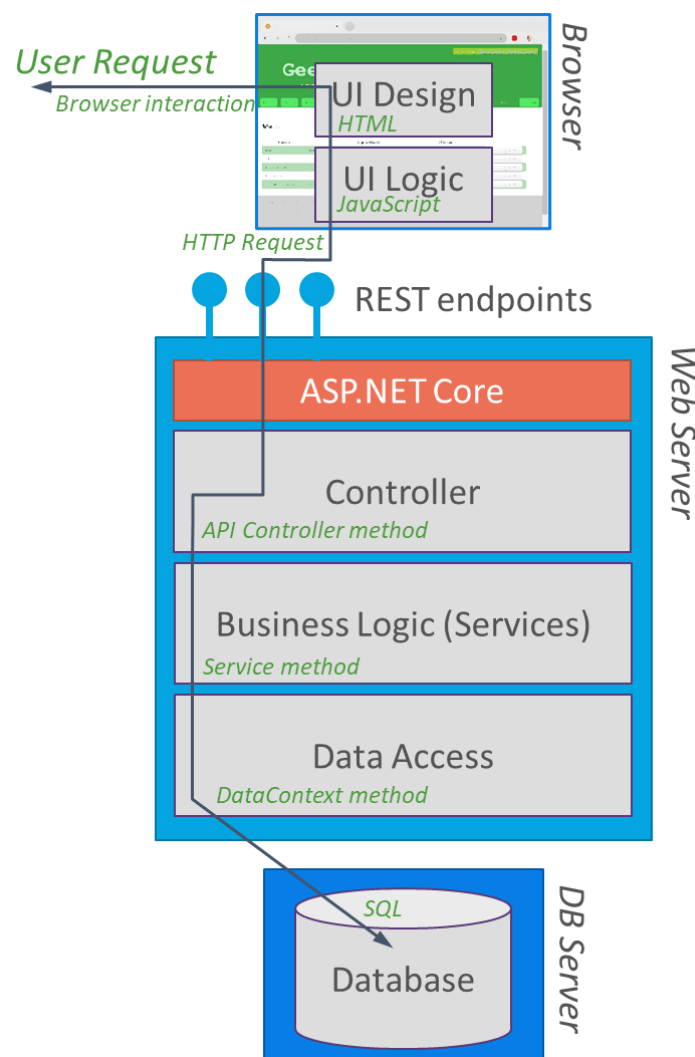 Browser
User Request
Gee
UI Design
Browser interaction
HTML
UI Logic
JavaScript
HTTP Request
REST endpoints
Web Server
ASP.NET Core
Controller
API Controller method
Business Logic (Services)
Service method
Data Access
DataContext method
DB Server
SQL
Database